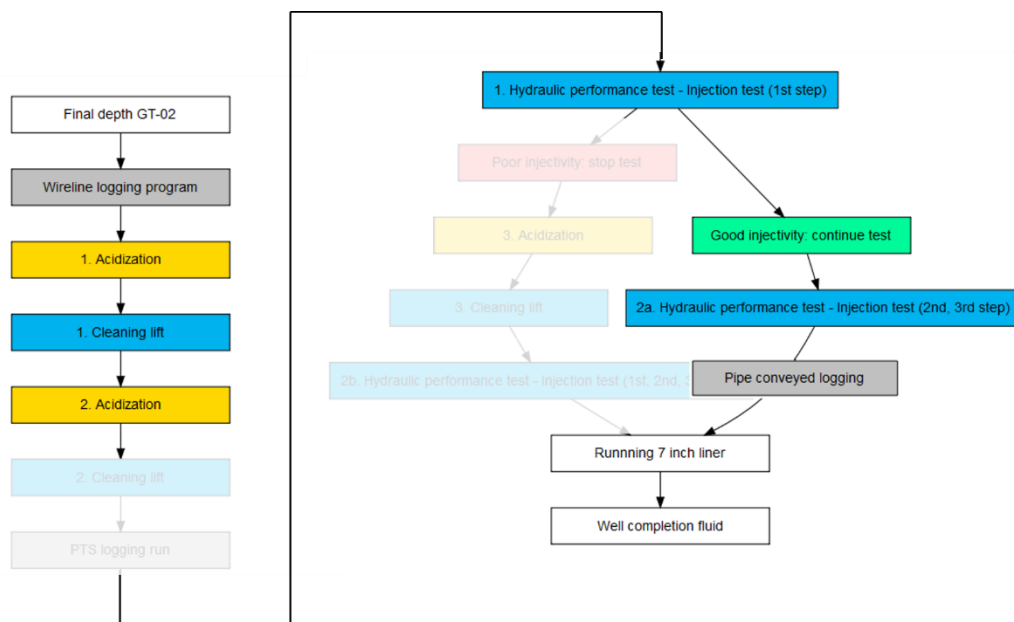 Final depth GT-02
Wireline logging program
1. Acidization
1. Cleaning lift
2. Acidization
2. Cleaning lift
PTS logging run
1. Hydraulic performance test - Injection test (1st step)
Poor injectivity: stop test
3. Acidization
Good injectivity: continue test
3. Cleaning lift
2a. Hydraulic performance test - Injection test (2nd, 3rd step)
2b. Hydraulic performance test - Injection test (1st, 2nd, 3
Pipe conveyed logging
Runnning 7 inch liner
Well completion fluid